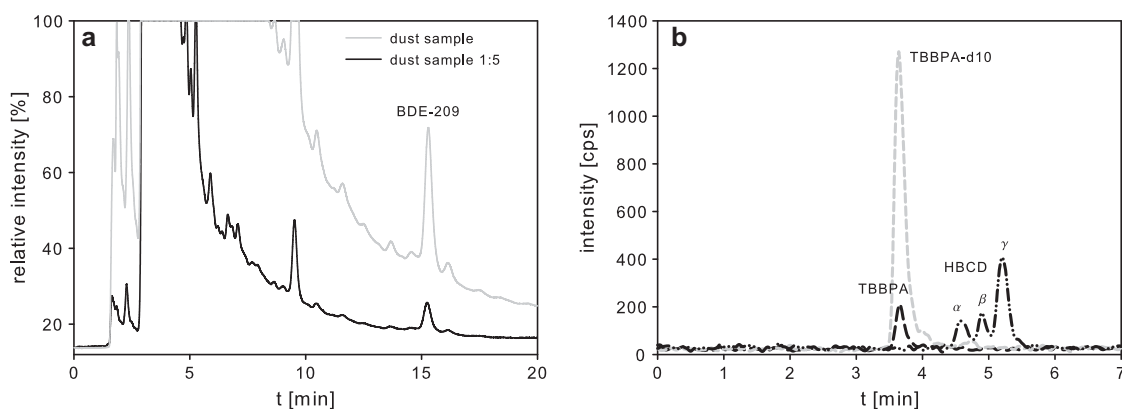 a
dust sample
dust sample 1:5
BDE-209
relative intensity [%]
100
80
60
40
20
0
5
10
15
20
t [min]
b
TBBPA-d10
TBBPA
HBCD
α
β
γ
intensity [cps]
1400
1200
1000
800
600
400
200
0
0
1
2
3
4
5
6
7
t [min]